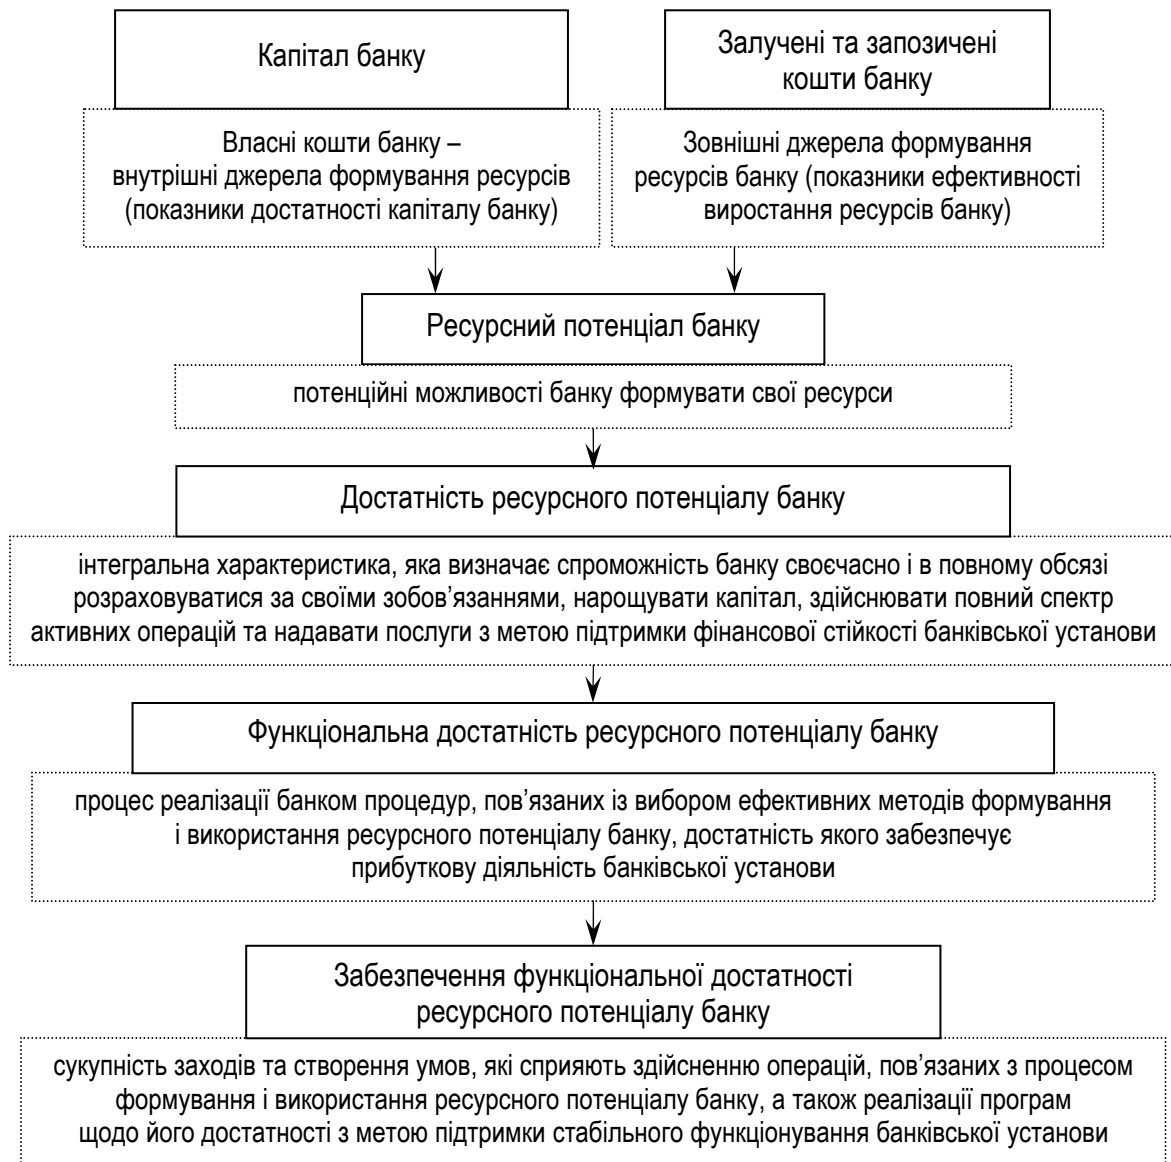 Капітал банку
Власні кошти банку –
внутрішні джерела формування ресурсів
(показники достатності капіталу банку)
Залучені та запозичені
кошти банку
Зовнішні джерела формування
ресурсів банку (показники ефективності
виростання ресурсів банку)
Ресурсний потенціал банку
потенційні можливості банку формувати свої ресурси
Достатність ресурсного потенціалу банку
інтегральна характеристика, яка визначає спроможність банку своєчасно і в повному обсязі
розраховуватися за своїми зобов’язаннями, нарощувати капітал, здійснювати повний спектр
активних операцій та надавати послуги з метою підтримки фінансової стійкості банківської установи
Функціональна достатність ресурсного потенціалу банку
процес реалізації банком процедур, пов’язаних із вибором ефективних методів формування
і використання ресурсного потенціалу банку, достатність якого забезпечує
прибуткову діяльність банківської установи
Забезпечення функціональної достатності
ресурсного потенціалу банку
сукупність заходів та створення умов, які сприяють здійсненню операцій, пов’язаних з процесом
формування і використання ресурсного потенціалу банку, а також реалізації програм
щодо його достатності з метою підтримки стабільного функціонування банківської установи